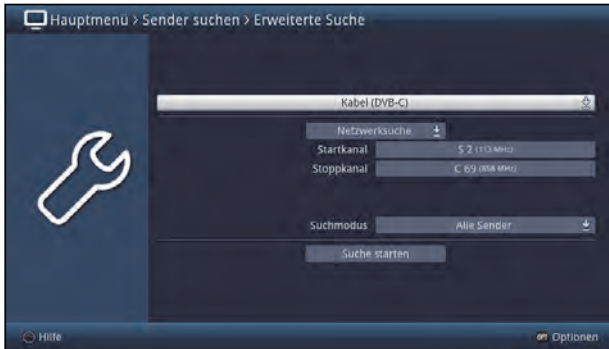 Hauptmenü > Sender suchen > Erweiterte Suche
Kabel (DVB-C)
Netzwerksuche
Startkanal S 2 (113 MHz)
Stoppkanal C 69 (858 MHz)
Suchmodus Alle Sender
Suche starten
Hilfe OPT Optionen